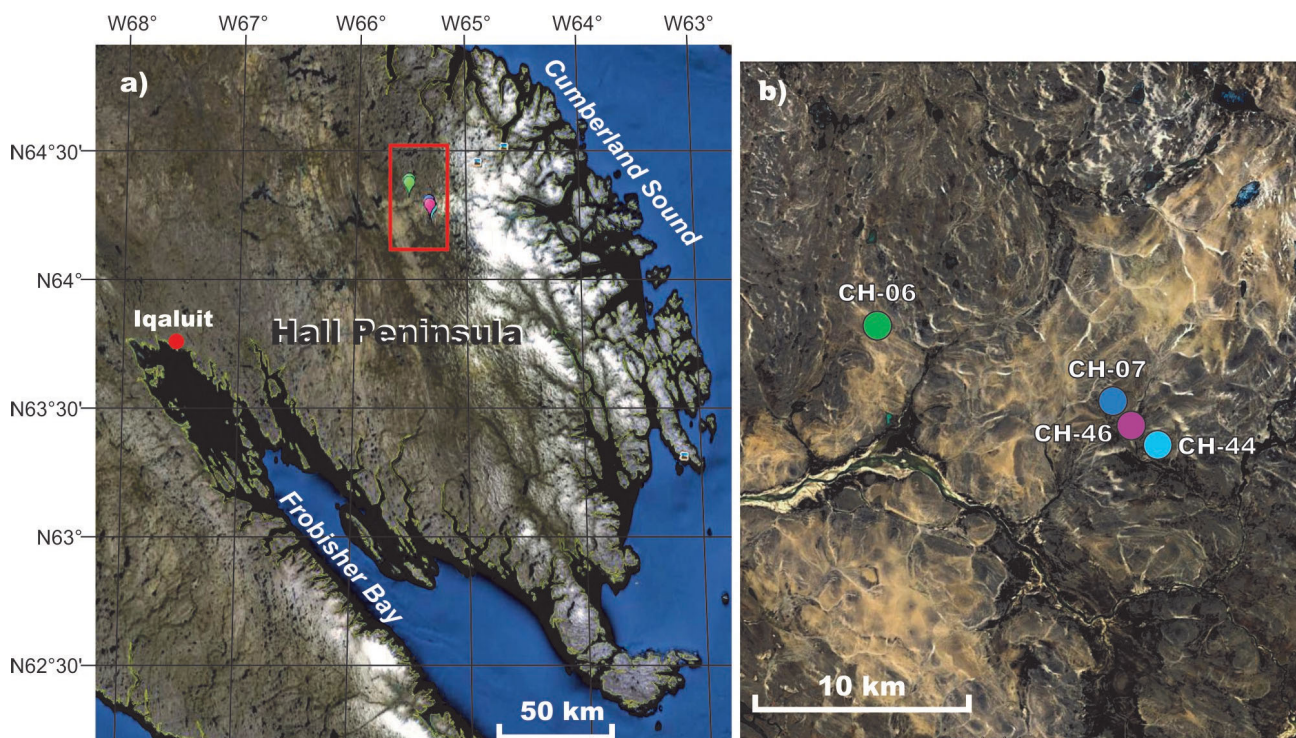 W68° W67° W66° W65° W64° W63°
a)
Cumberland Sound
N64°30'
N64°
Iqaluit
Hall Peninsula
N63°30'
N63°
Frobisher Bay
N62°30'
50 km
b)
CH-06
CH-07
CH-46
CH-44
10 km